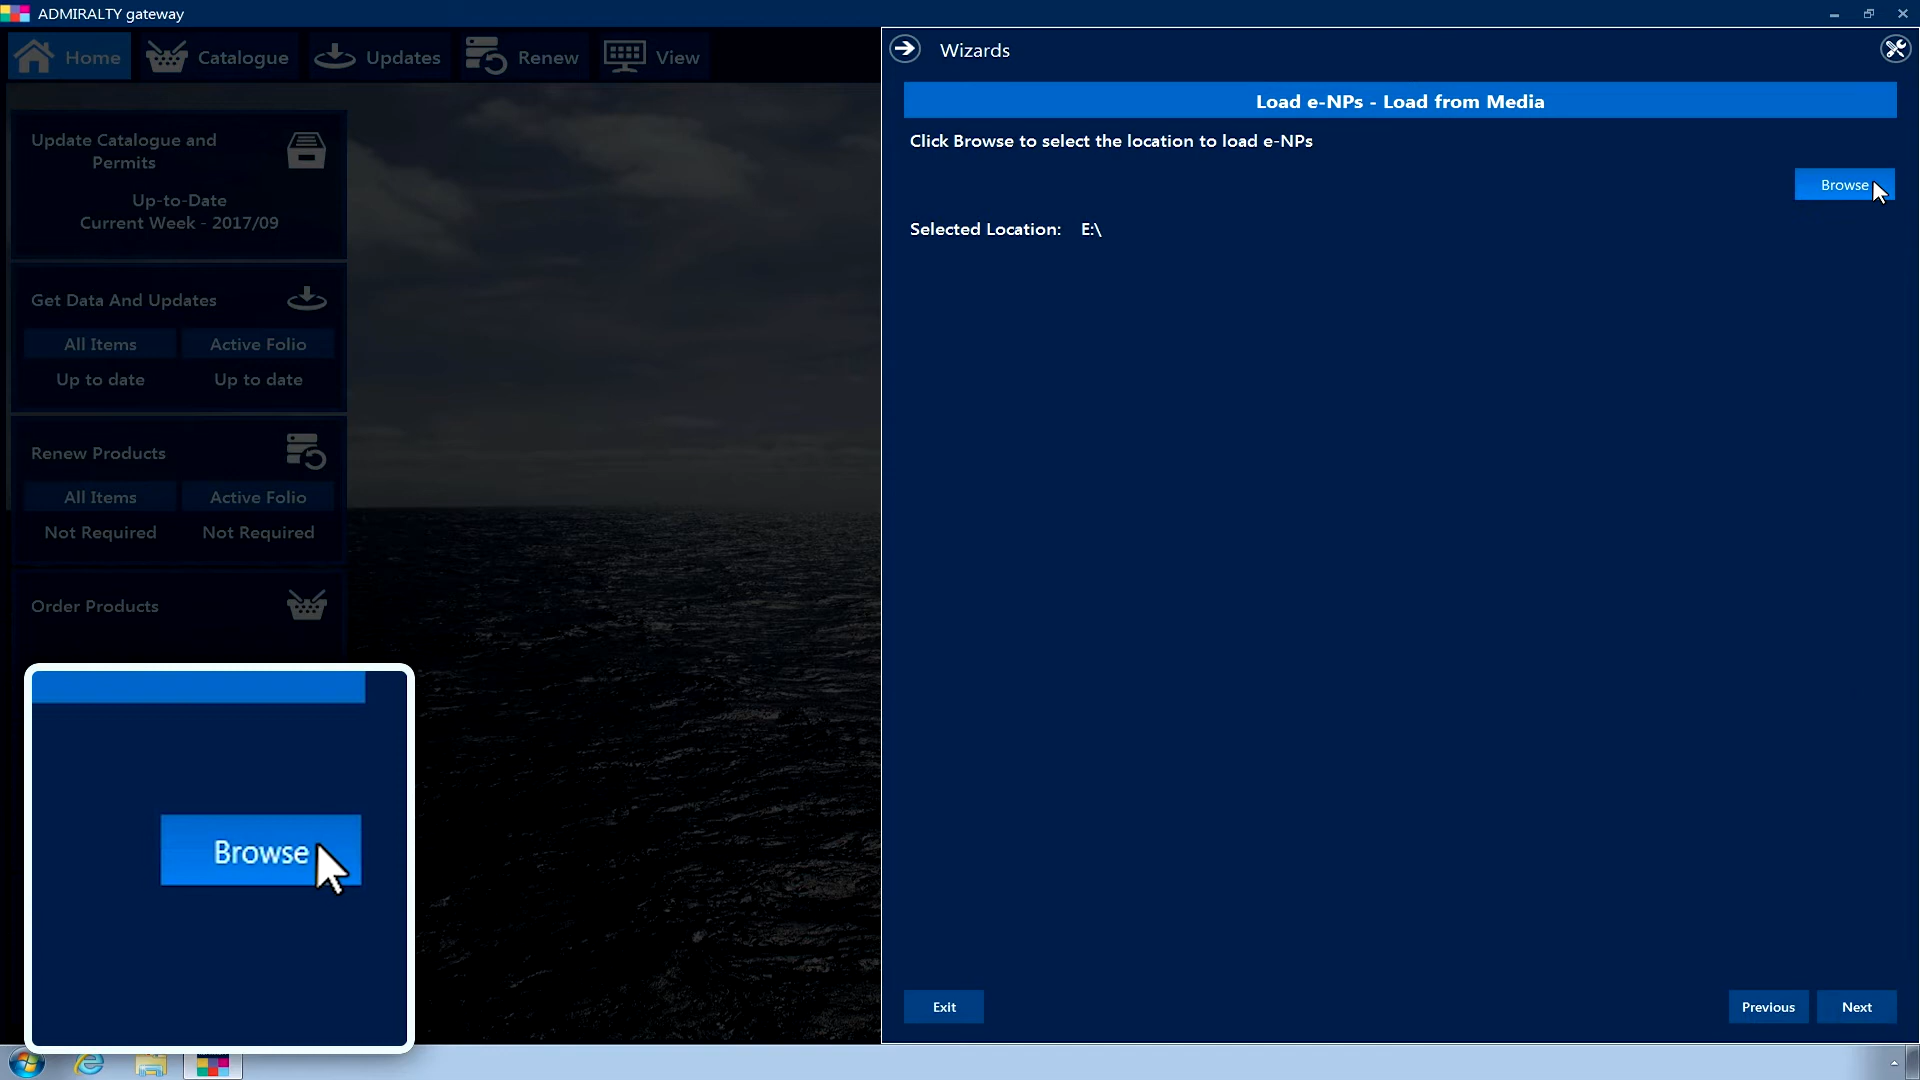 ADMIRALTY gateway
Home
Catalogue
Updates
Renew
View
Update Catalogue and
Permits
Up-to-Date
Current Week - 2017/09
Get Data And Updates
All Items
Active Folio
Up to date
Up to date
Renew Products
All Items
Active Folio
Not Required
Not Required
Order Products
Browse
Wizards
Load e-NPs - Load from Media
Click Browse to select the location to load e-NPs
Browse
Selected Location: E:\
Exit
Previous
Next